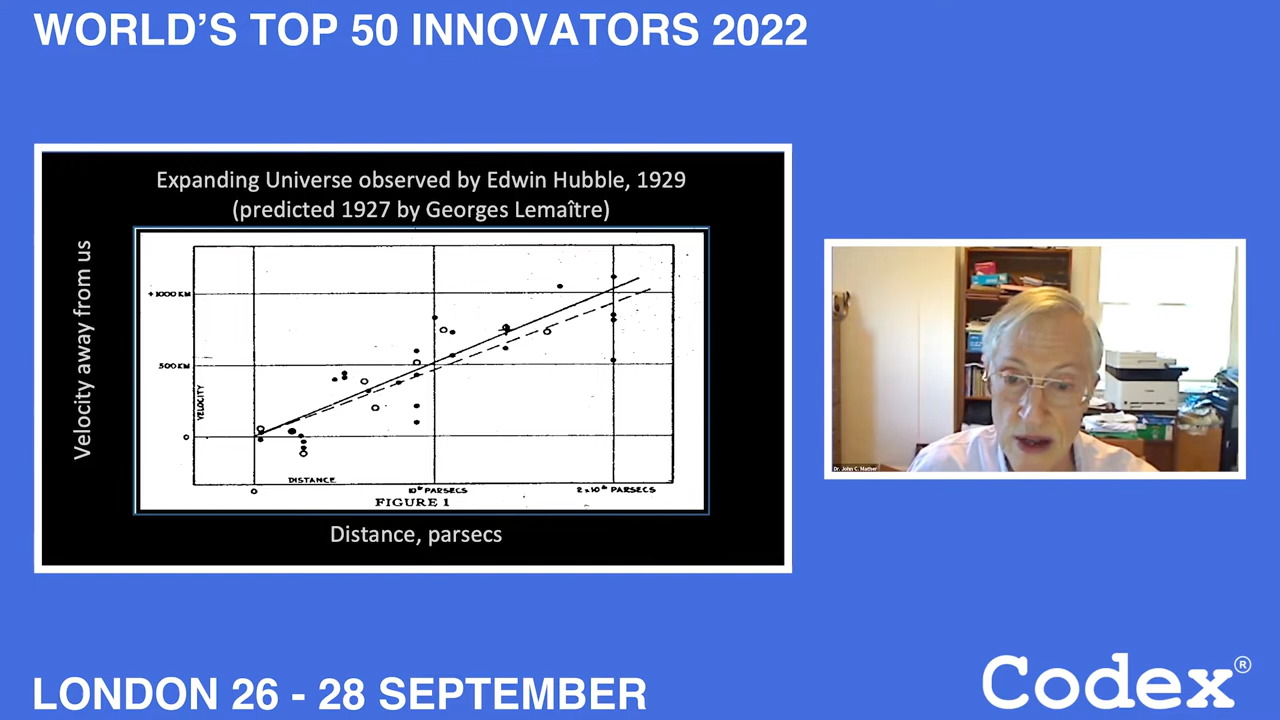 WORLD'S TOP 50 INNOVATORS 2022
Expanding Universe observed by Edwin Hubble, 1929
(predicted 1927 by Georges Lemaître)
Velocity away from us
+1000 KM
500 KM
0
VELOCITY
DISTANCE
0
10⁶ PARSECS
2×10⁶ PARSECS
FIGURE 1
Distance, parsecs
Dr. John C. Mather
LONDON 26 - 28 SEPTEMBER
Codex®